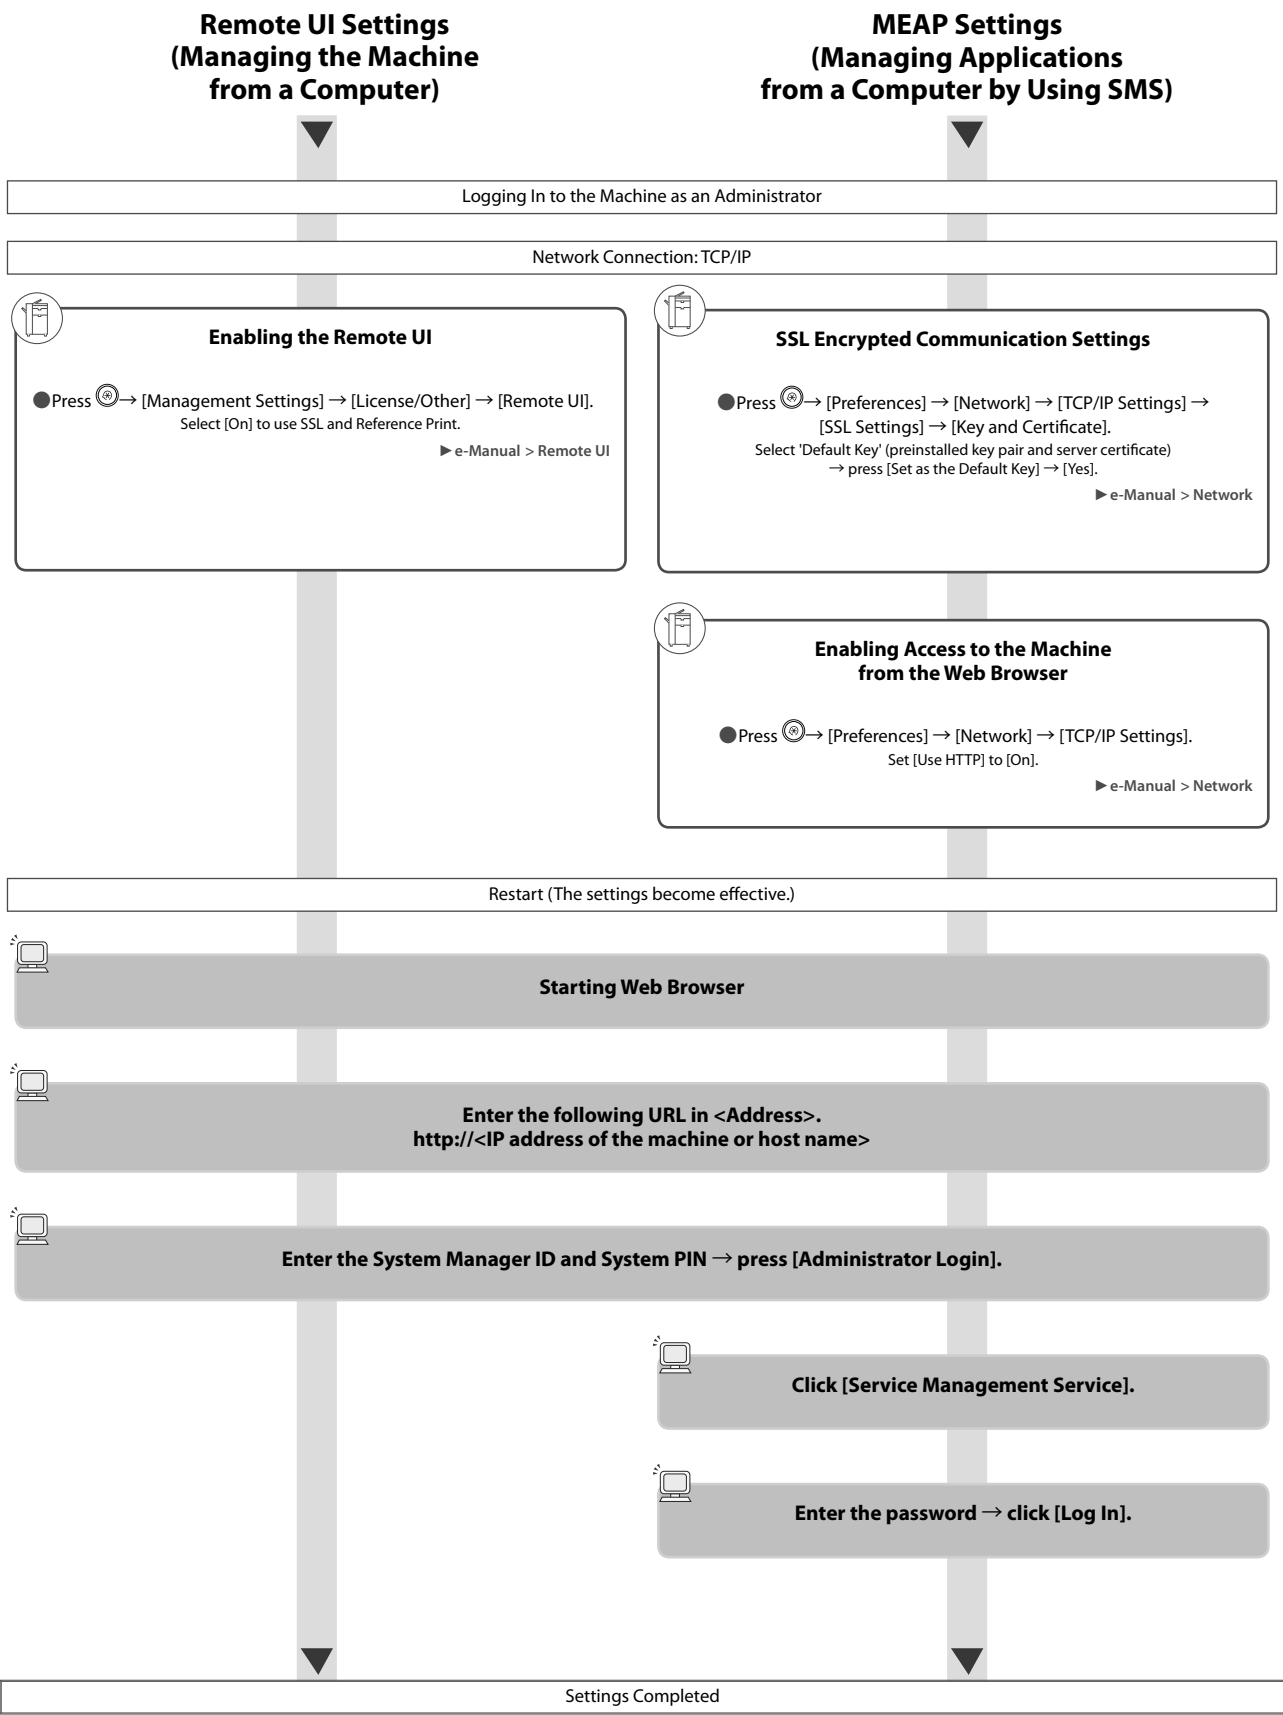 Remote UI Settings
(Managing the Machine
from a Computer)
MEAP Settings
(Managing Applications
from a Computer by Using SMS)
Logging In to the Machine as an Administrator
Network Connection: TCP/IP
Enabling the Remote UI
●Press → [Management Settings] → [License/Other] → [Remote UI].
Select [On] to use SSL and Reference Print.
►e-Manual > Remote UI
SSL Encrypted Communication Settings
●Press → [Preferences] → [Network] → [TCP/IP Settings] →
[SSL Settings] → [Key and Certificate].
Select 'Default Key' (preinstalled key pair and server certificate)
→ press [Set as the Default Key] → [Yes].
►e-Manual > Network
Enabling Access to the Machine
from the Web Browser
●Press → [Preferences] → [Network] → [TCP/IP Settings].
Set [Use HTTP] to [On].
►e-Manual > Network
Restart (The settings become effective.)
Starting Web Browser
Enter the following URL in <Address>.
http://<IP address of the machine or host name>
Enter the System Manager ID and System PIN → press [Administrator Login].
Click [Service Management Service].
Enter the password → click [Log In].
Settings Completed